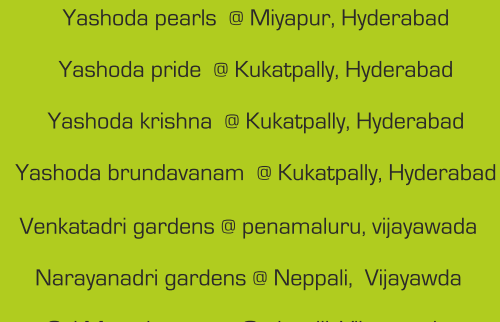 Yashoda pearls @ Miyapur, Hyderabad
Yashoda pride @ Kukatpally, Hyderabad
Yashoda krishna @ Kukatpally, Hyderabad
Yashoda brundavanam @ Kukatpally, Hyderabad
Venkatadri gardens @ penamaluru, vijayawada
Narayanadri gardens @ Neppali, Vijayawda